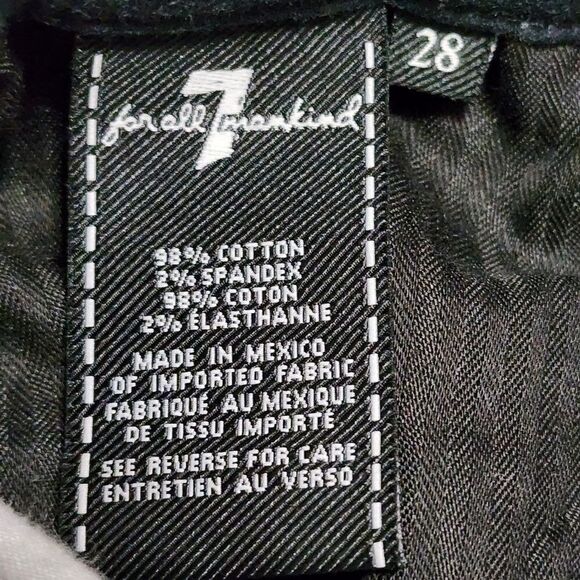 7
for all mankind
28
98% COTTON
2% SPANDEX
98% COTON
2% ÉLASTHANNE
MADE IN MEXICO
OF IMPORTED FABRIC
FABRIQUÉ AU MEXIQUE
DE TISSU IMPORTÉ
SEE REVERSE FOR CARE
ENTRETIEN AU VERSO